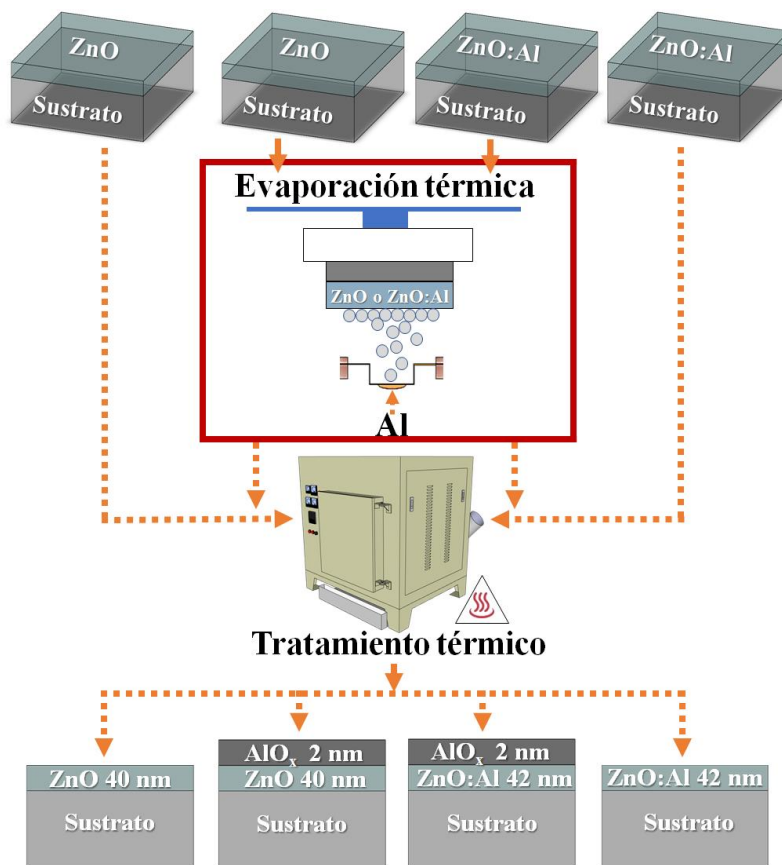 ZnO
Sustrato
ZnO
Sustrato
ZnO:Al
Sustrato
ZnO:Al
Sustrato
Evaporación térmica
ZnO o ZnO:Al
Al
Tratamiento térmico
ZnO 40 nm
Sustrato
AlOₓ 2 nm
ZnO 40 nm
Sustrato
AlOₓ 2 nm
ZnO:Al 42 nm
Sustrato
ZnO:Al 42 nm
Sustrato